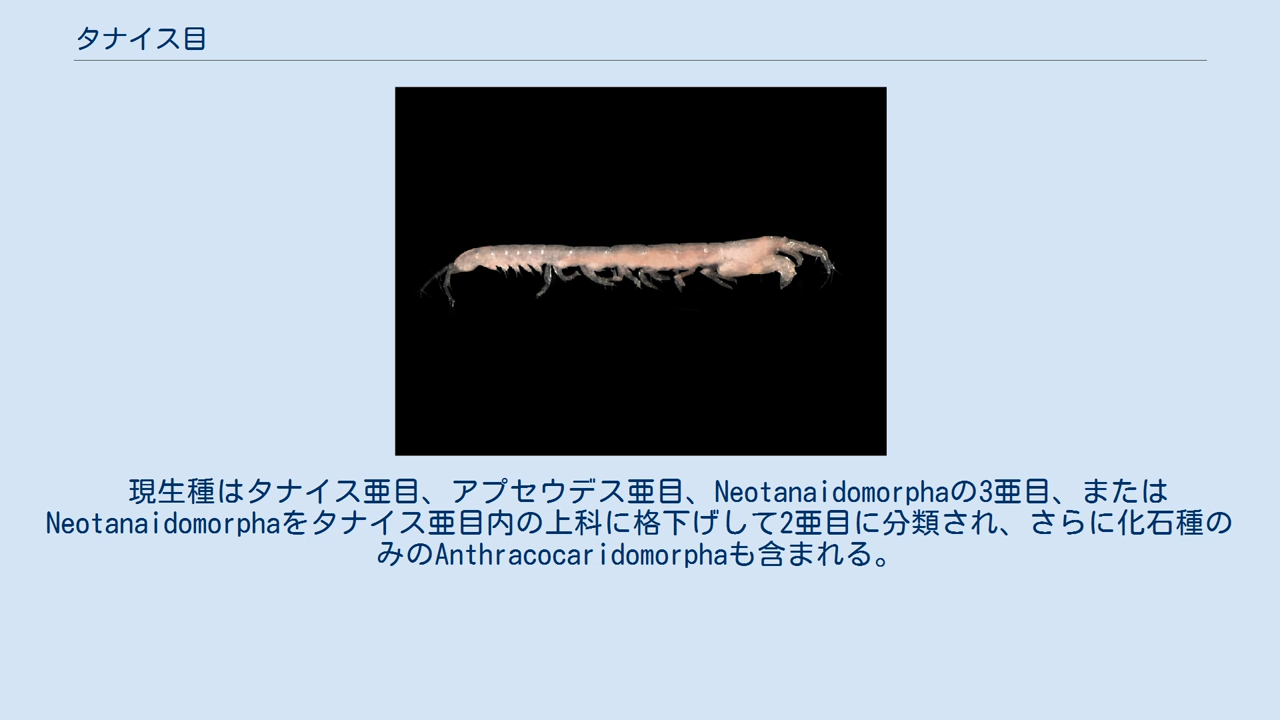 タナイス目
現生種はタナイス亜目、アプセウデス亜目、Neotanaidomorphaの3亜目、または
Neotanaidomorphaをタナイス亜目内の上科に格下げして2亜目に分類され、さらに化石種の
みのAnthracocaridomorphaも含まれる。